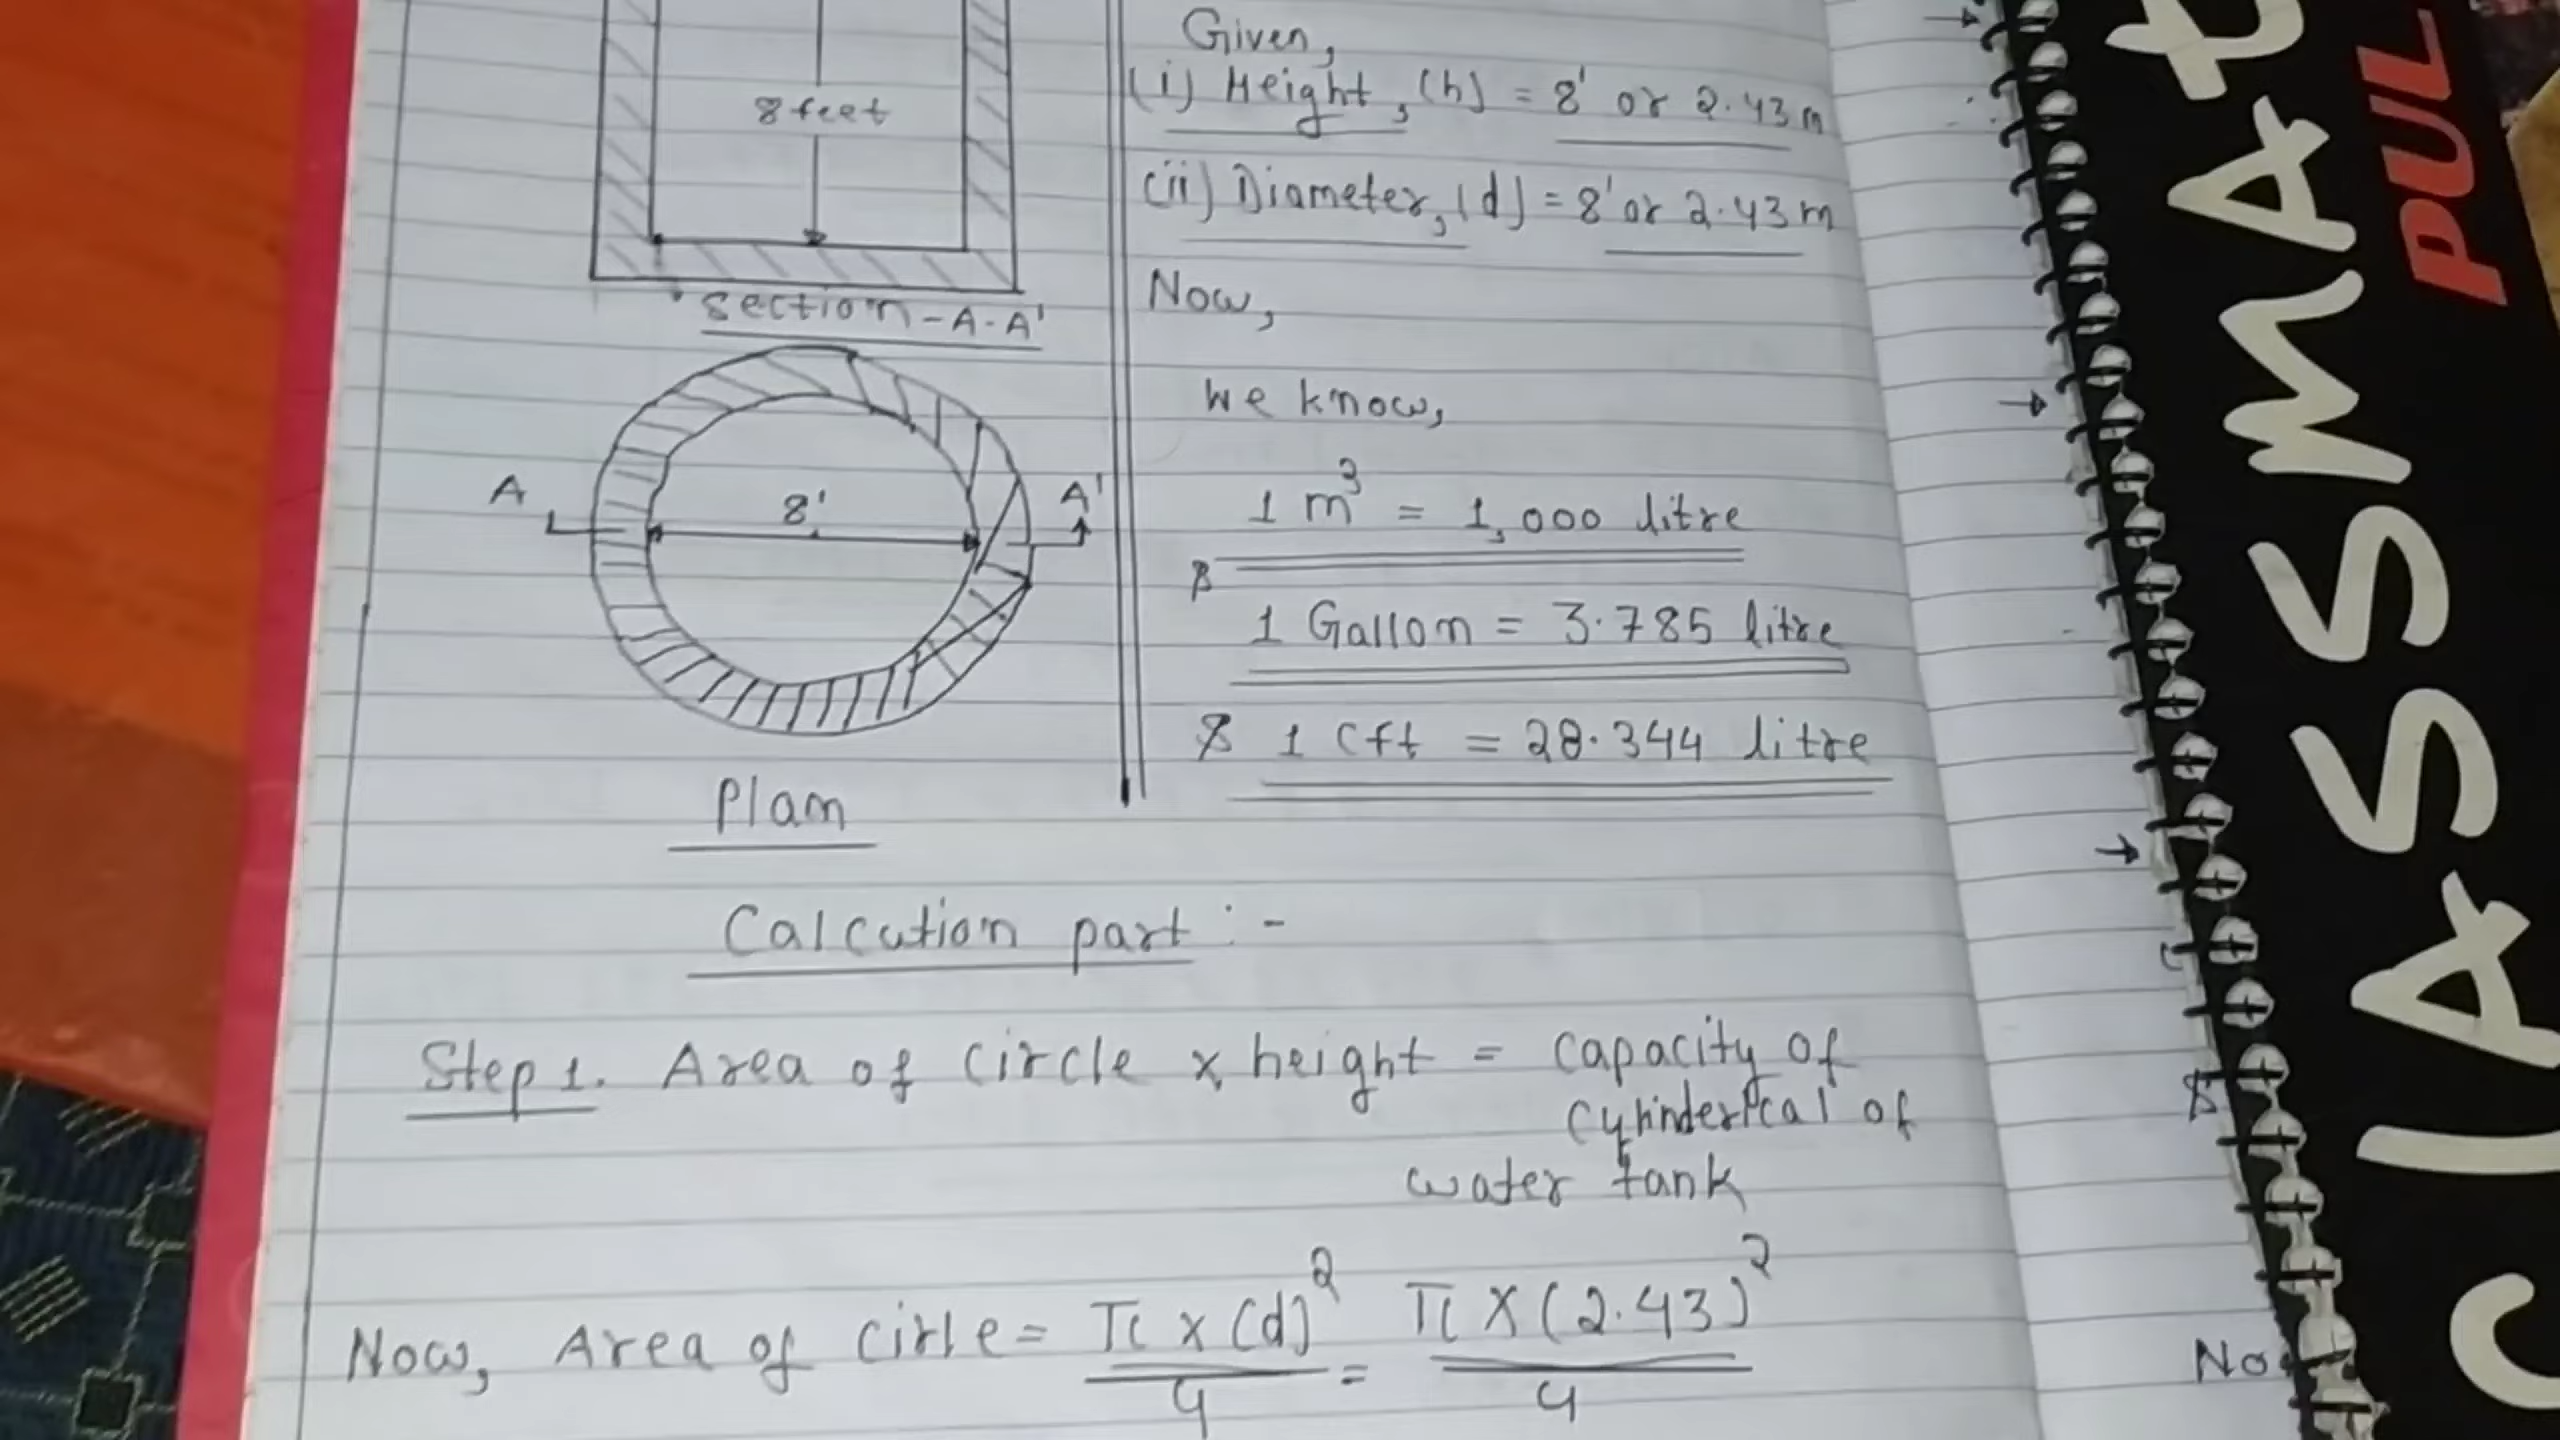 8 feet
Section-A-A'
A
8'
A'
Plan
Given,
(i) Height, (h) = 8' or 2.43 m
(ii) Diameter, (d) = 8' or 2.43 m
Now,
We know,
1 m³ = 1,000 litre
1 Gallon = 3.785 litre
& 1 Cft = 28.344 litre
Calcution part :-
Step 1. Area of circle x height = capacity of
cylinderical of
water tank
Now, Area of cirle = π x (d)² / 4 = π x (2.43)² / 4
No
CLASSMAT
PUL